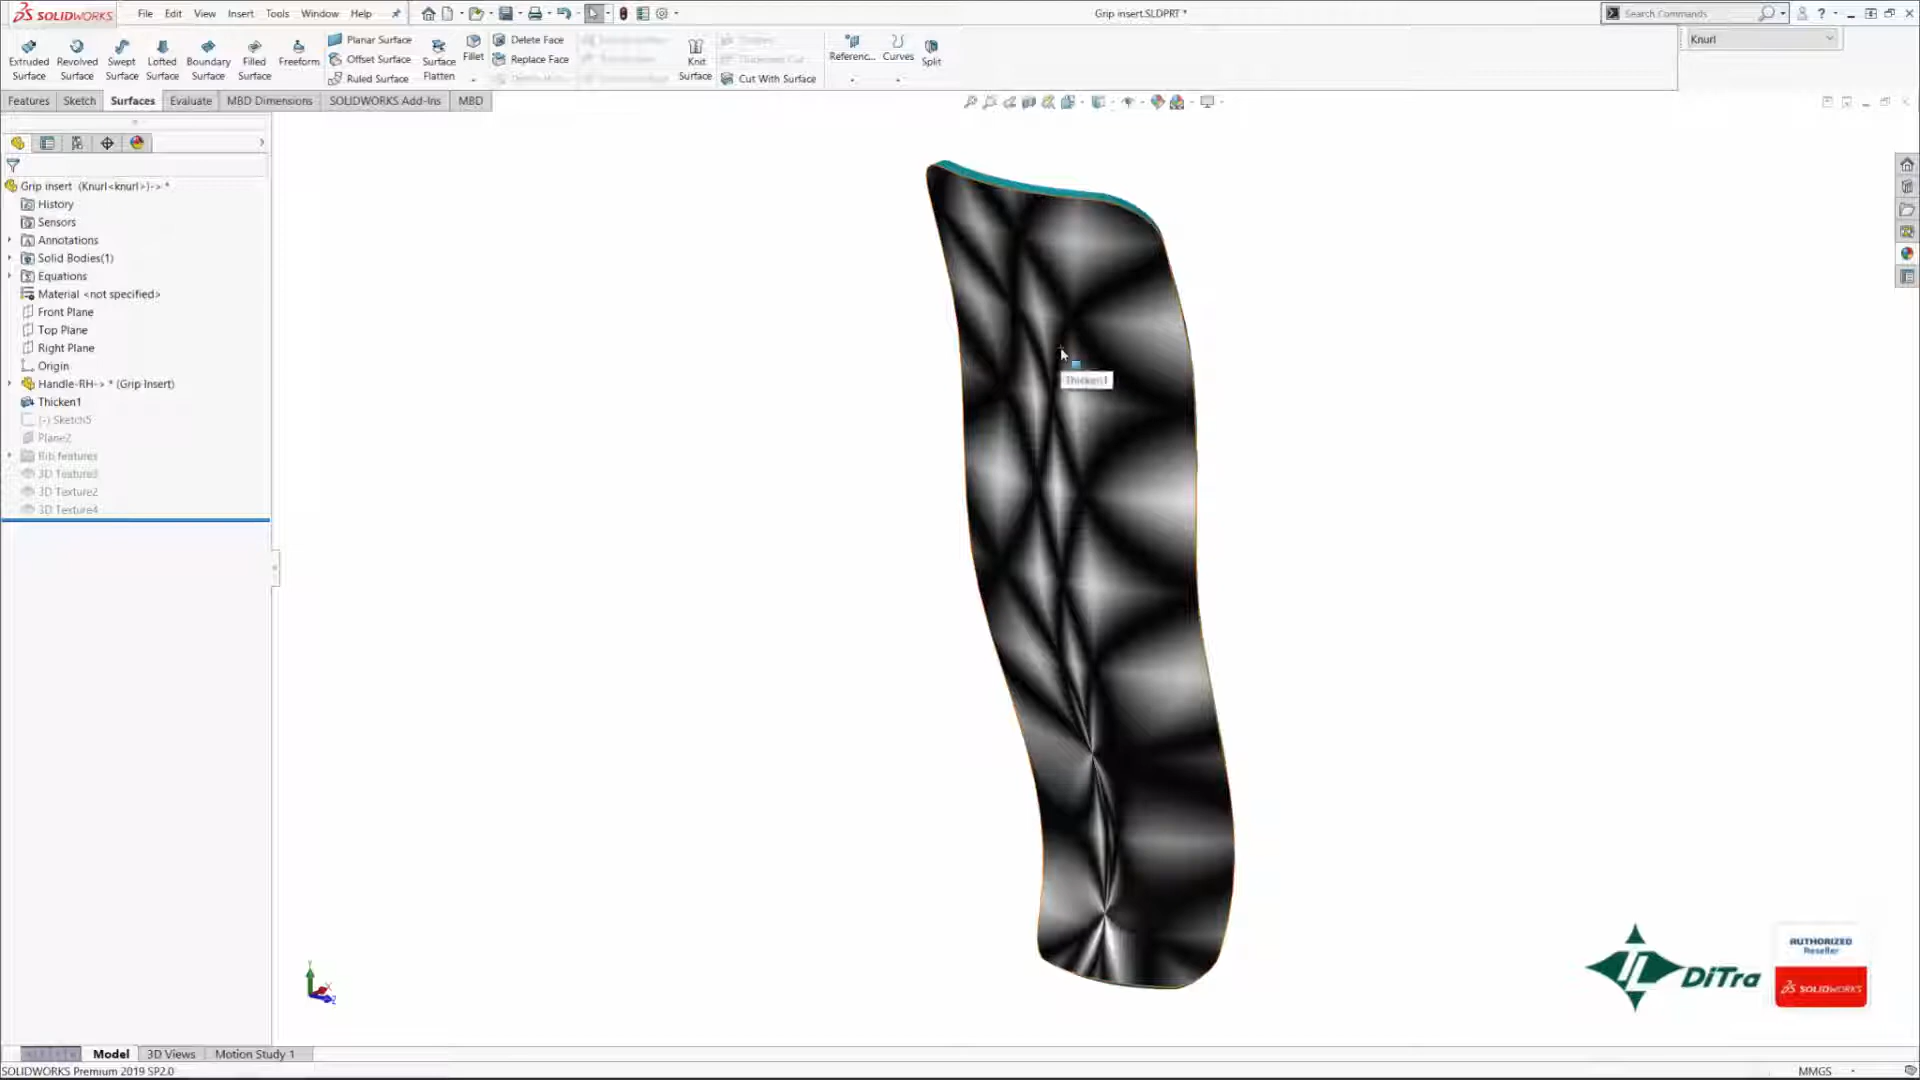 SOLIDWORKS File Edit View Insert Tools Window Help Grip insert.SLDPRT * Search Commands
Extruded Surface
Revolved Surface
Swept Surface
Lofted Surface
Boundary Surface
Filled Surface
Freeform
Planar Surface
Offset Surface
Ruled Surface
Surface Flatten
Fillet
Delete Face
Replace Face
Knit Surface
Cut With Surface
Referenc...
Curves
Split
Knurl
Features Sketch Surfaces Evaluate MBD Dimensions SOLIDWORKS Add-Ins MBD
Grip insert (Knurl<knurl>)-> *
History
Sensors
Annotations
Solid Bodies(1)
Equations
Material <not specified>
Front Plane
Top Plane
Right Plane
Origin
Handle-RH-> * (Grip Insert)
Thicken1
(-) Sketch5
Plane2
Rib features
3D Texture3
3D Texture2
3D Texture4
Thicken1
DiTra
AUTHORIZED
Reseller
SOLIDWORKS
Model 3D Views Motion Study 1
SOLIDWORKS Premium 2019 SP2.0 MMGS